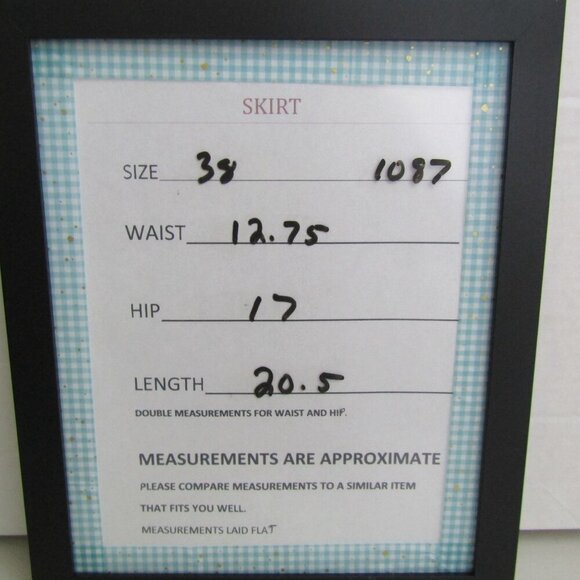 SKIRT
SIZE 38 1087
WAIST 12.75
HIP 17
LENGTH 20.5
DOUBLE MEASUREMENTS FOR WAIST AND HIP.
MEASUREMENTS ARE APPROXIMATE
PLEASE COMPARE MEASUREMENTS TO A SIMILAR ITEM
THAT FITS YOU WELL.
MEASUREMENTS LAID FLAT